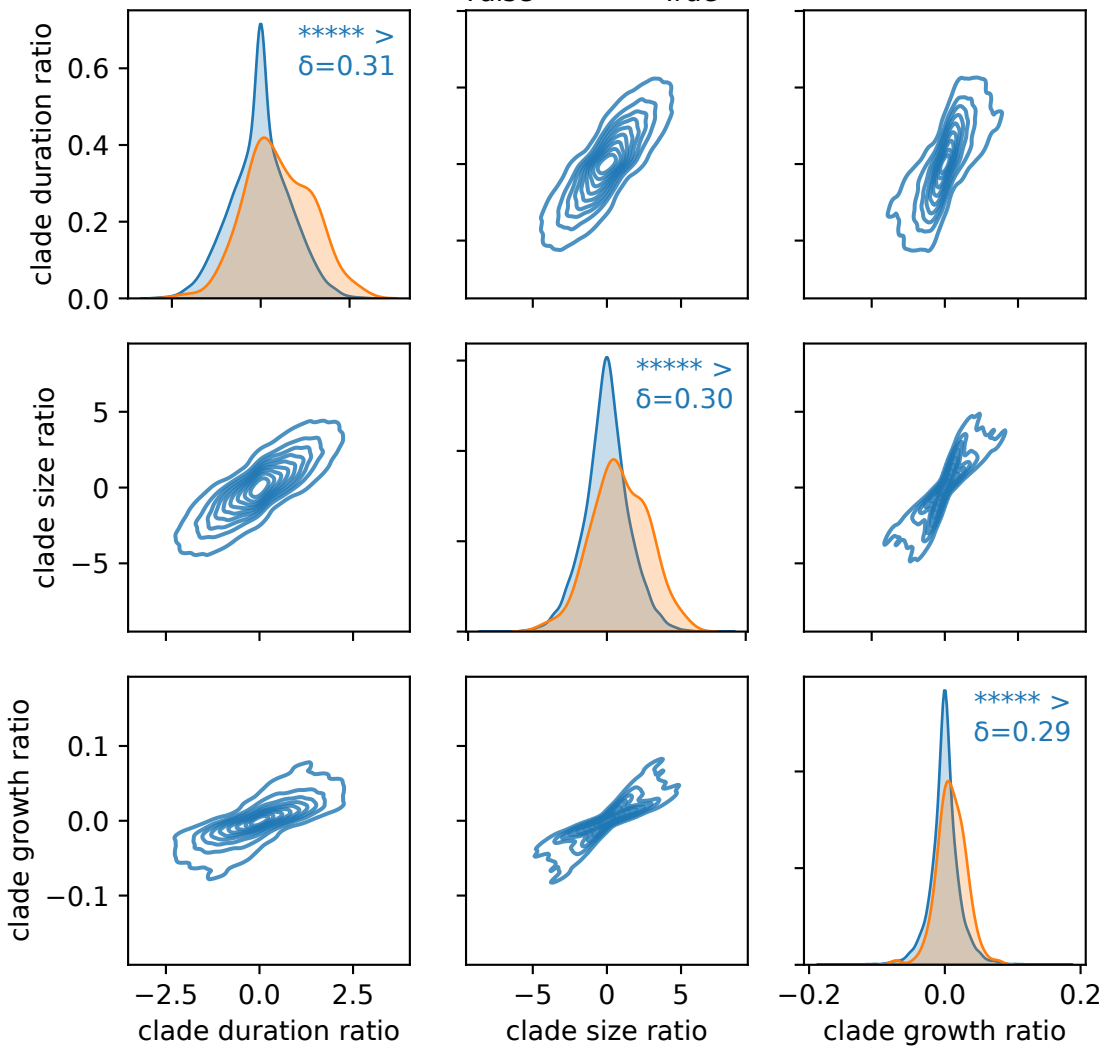 ***** >
δ=0.31
clade duration ratio
0.6
0.4
0.2
0.0
***** >
δ=0.30
clade size ratio
5
0
−5
***** >
δ=0.29
clade growth ratio
0.1
0.0
−0.1
−2.5 0.0 2.5 −5 0 5 −0.2 0.0 0.2
clade duration ratio clade size ratio clade growth ratio